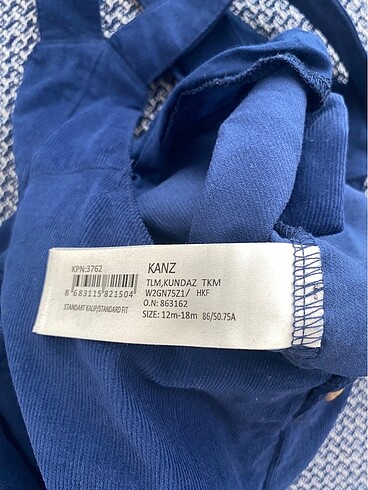 KPN:3762
8 683115 821504
STANDART KALIP/STANDARD FIT
KANZ
TLM,KUNDAZ TKM
W2GN75Z1/ HKF
O.N: 863162
SIZE: 12m-18m 86/50.75A